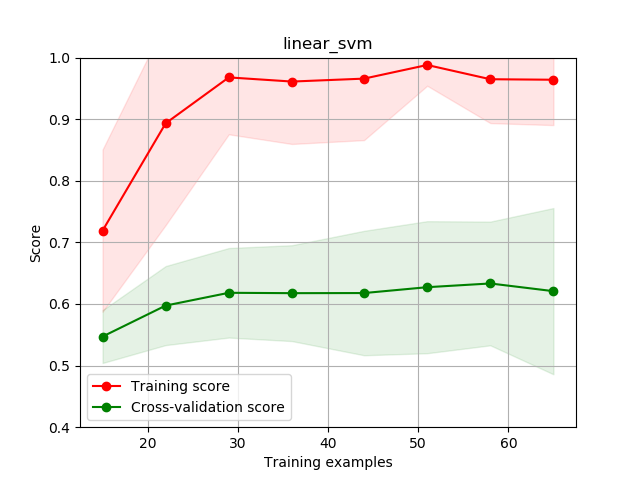 linear_svm
Score
1.0
0.9
0.8
0.7
0.6
0.5
0.4
Training score
Cross-validation score
20
30
40
50
60
Training examples